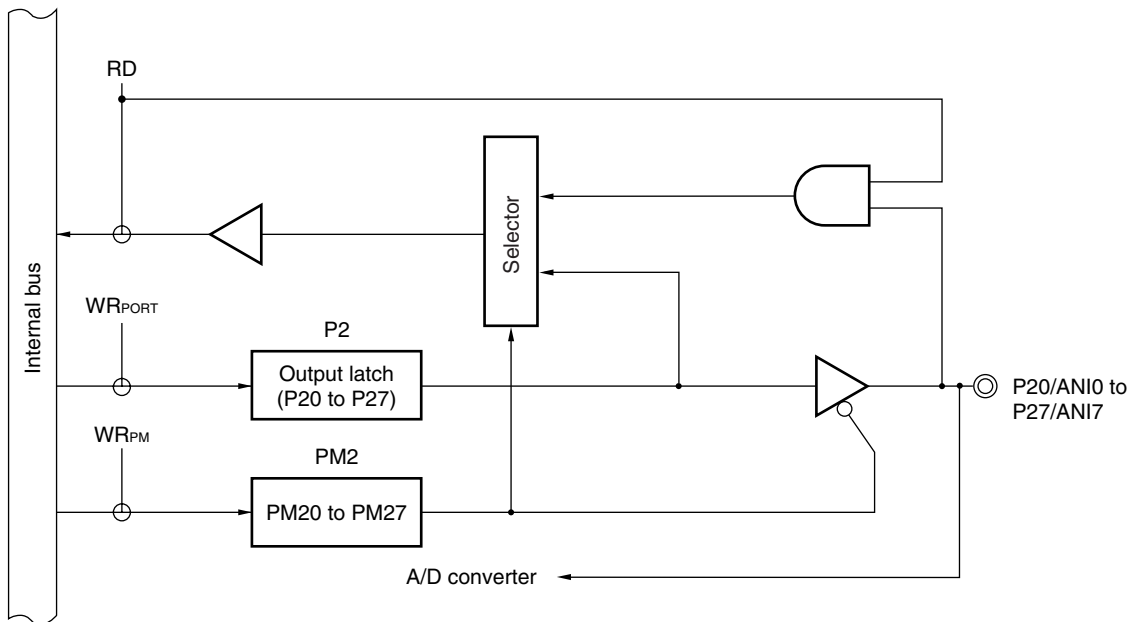 RD
Selector
Internal bus
WRPORT
P2
Output latch
(P20 to P27)
P20/ANI0 to
P27/ANI7
WRPM
PM2
PM20 to PM27
A/D converter